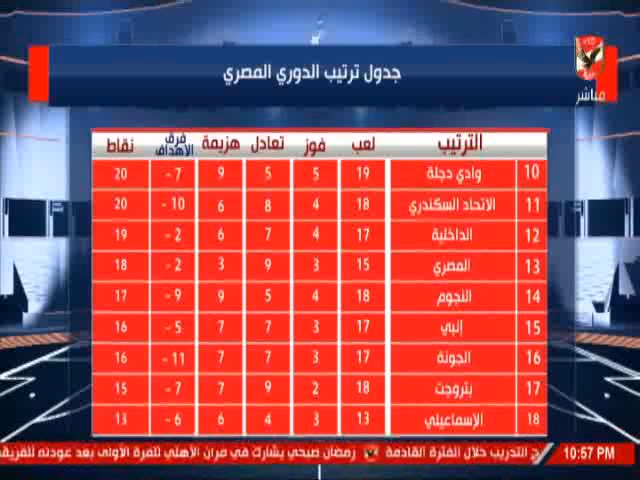 جدول ترتيب الدوري المصري
مباشر
الترتيب لعب فوز تعادل هزيمة فرق الأهداف نقاط
10 وادي دجلة 19 5 5 9 7 - 20
11 الاتحاد السكندري 18 4 8 6 10 - 20
12 الداخلية 17 4 7 6 2 - 19
13 المصري 15 3 9 3 2 - 18
14 النجوم 18 4 5 9 9 - 17
15 إنبي 17 3 7 7 5 - 16
16 الجونة 17 3 7 7 11 - 16
17 بتروجت 18 2 9 7 7 - 15
18 الإسماعيلي 13 3 4 6 6 - 13
ج التدريب خلال الفترة القادمة رمضان صبحي يشارك في مران الأهلي للمرة الأولى بعد عودته للفريق
10:57 PM